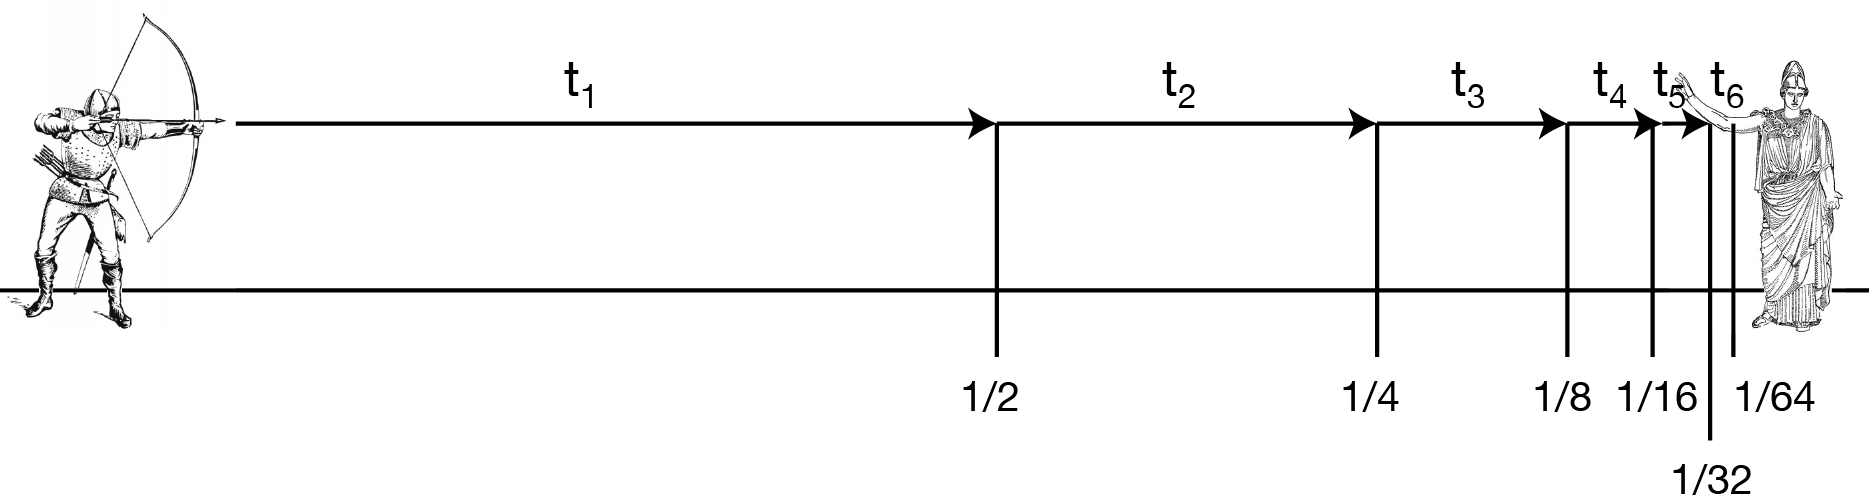 t₁ t₂ t₃ t₄ t₅ t₆
1/2 1/4 1/8 1/16 1/64
1/32